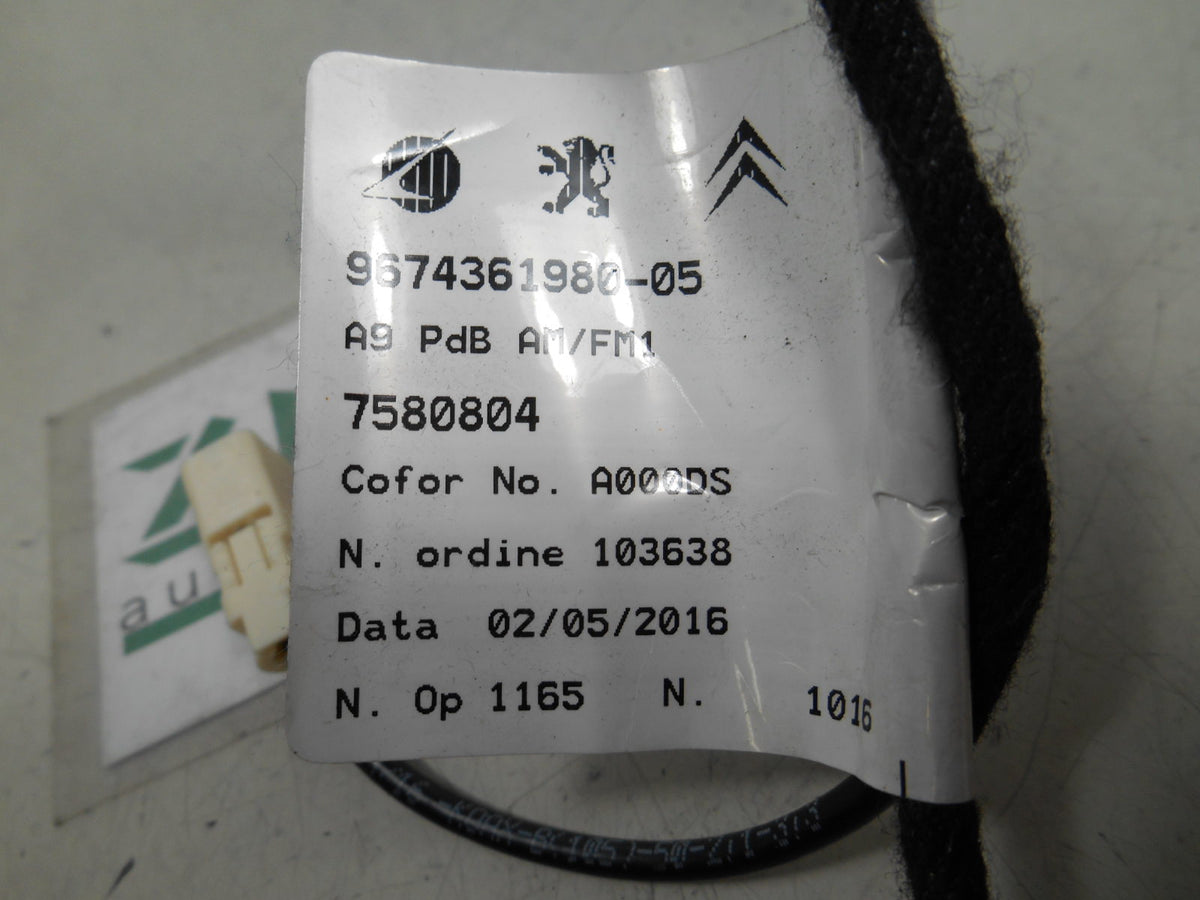 9674361980-05
A9 PdB AM/FM1
7580804
Cofor No. A000DS
N. ordine 103638
Data 02/05/2016
N. Op 1165 N. 1016
au